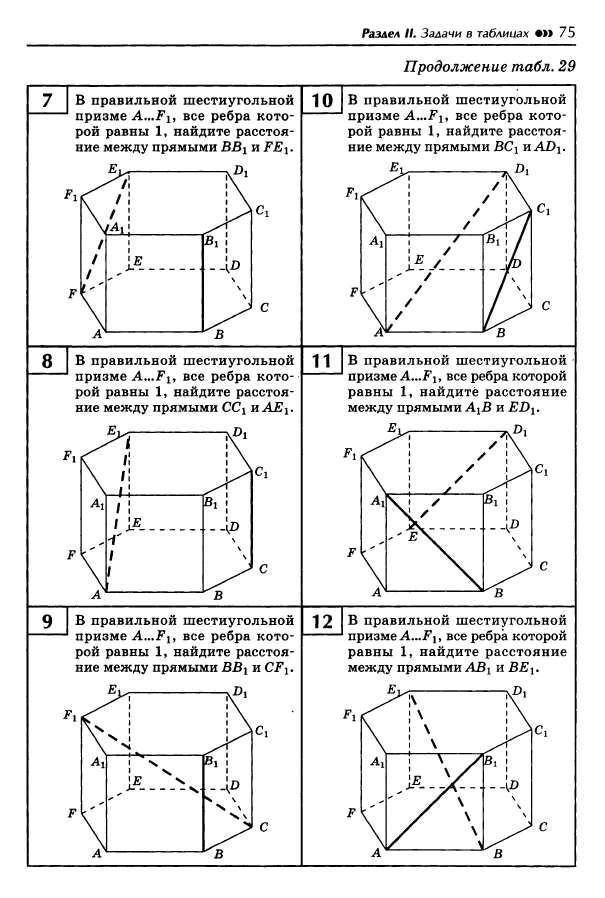 Раздел II. Задачи в таблицах •))) 75
Продолжение табл. 29
7
В правильной шестиугольной
призме A...F₁, все ребра кото-
рой равны 1, найдите расстоя-
ние между прямыми BB₁ и FE₁.
E₁ D₁
F₁ C₁
A₁ B₁
E D
F C
A B
10
В правильной шестиугольной
призме A...F₁, все ребра кото-
рой равны 1, найдите расстоя-
ние между прямыми BC₁ и AD₁.
E₁ D₁
F₁ C₁
A₁ B₁
E D
F C
A B
8
В правильной шестиугольной
призме A...F₁, все ребра кото-
рой равны 1, найдите расстоя-
ние между прямыми CC₁ и AE₁.
E₁ D₁
F₁ C₁
A₁ B₁
E D
F C
A B
11
В правильной шестиугольной
призме A...F₁, все ребра которой
равны 1, найдите расстояние
между прямыми A₁B и ED₁.
E₁ D₁
F₁ C₁
A₁ B₁
E D
F C
A B
9
В правильной шестиугольной
призме A...F₁, все ребра кото-
рой равны 1, найдите расстоя-
ние между прямыми BB₁ и CF₁.
E₁ D₁
F₁ C₁
A₁ B₁
E D
F C
A B
12
В правильной шестиугольной
призме A...F₁, все ребра которой
равны 1, найдите расстояние
между прямыми AB₁ и BE₁.
E₁ D₁
F₁ C₁
A₁ B₁
E D
F C
A B